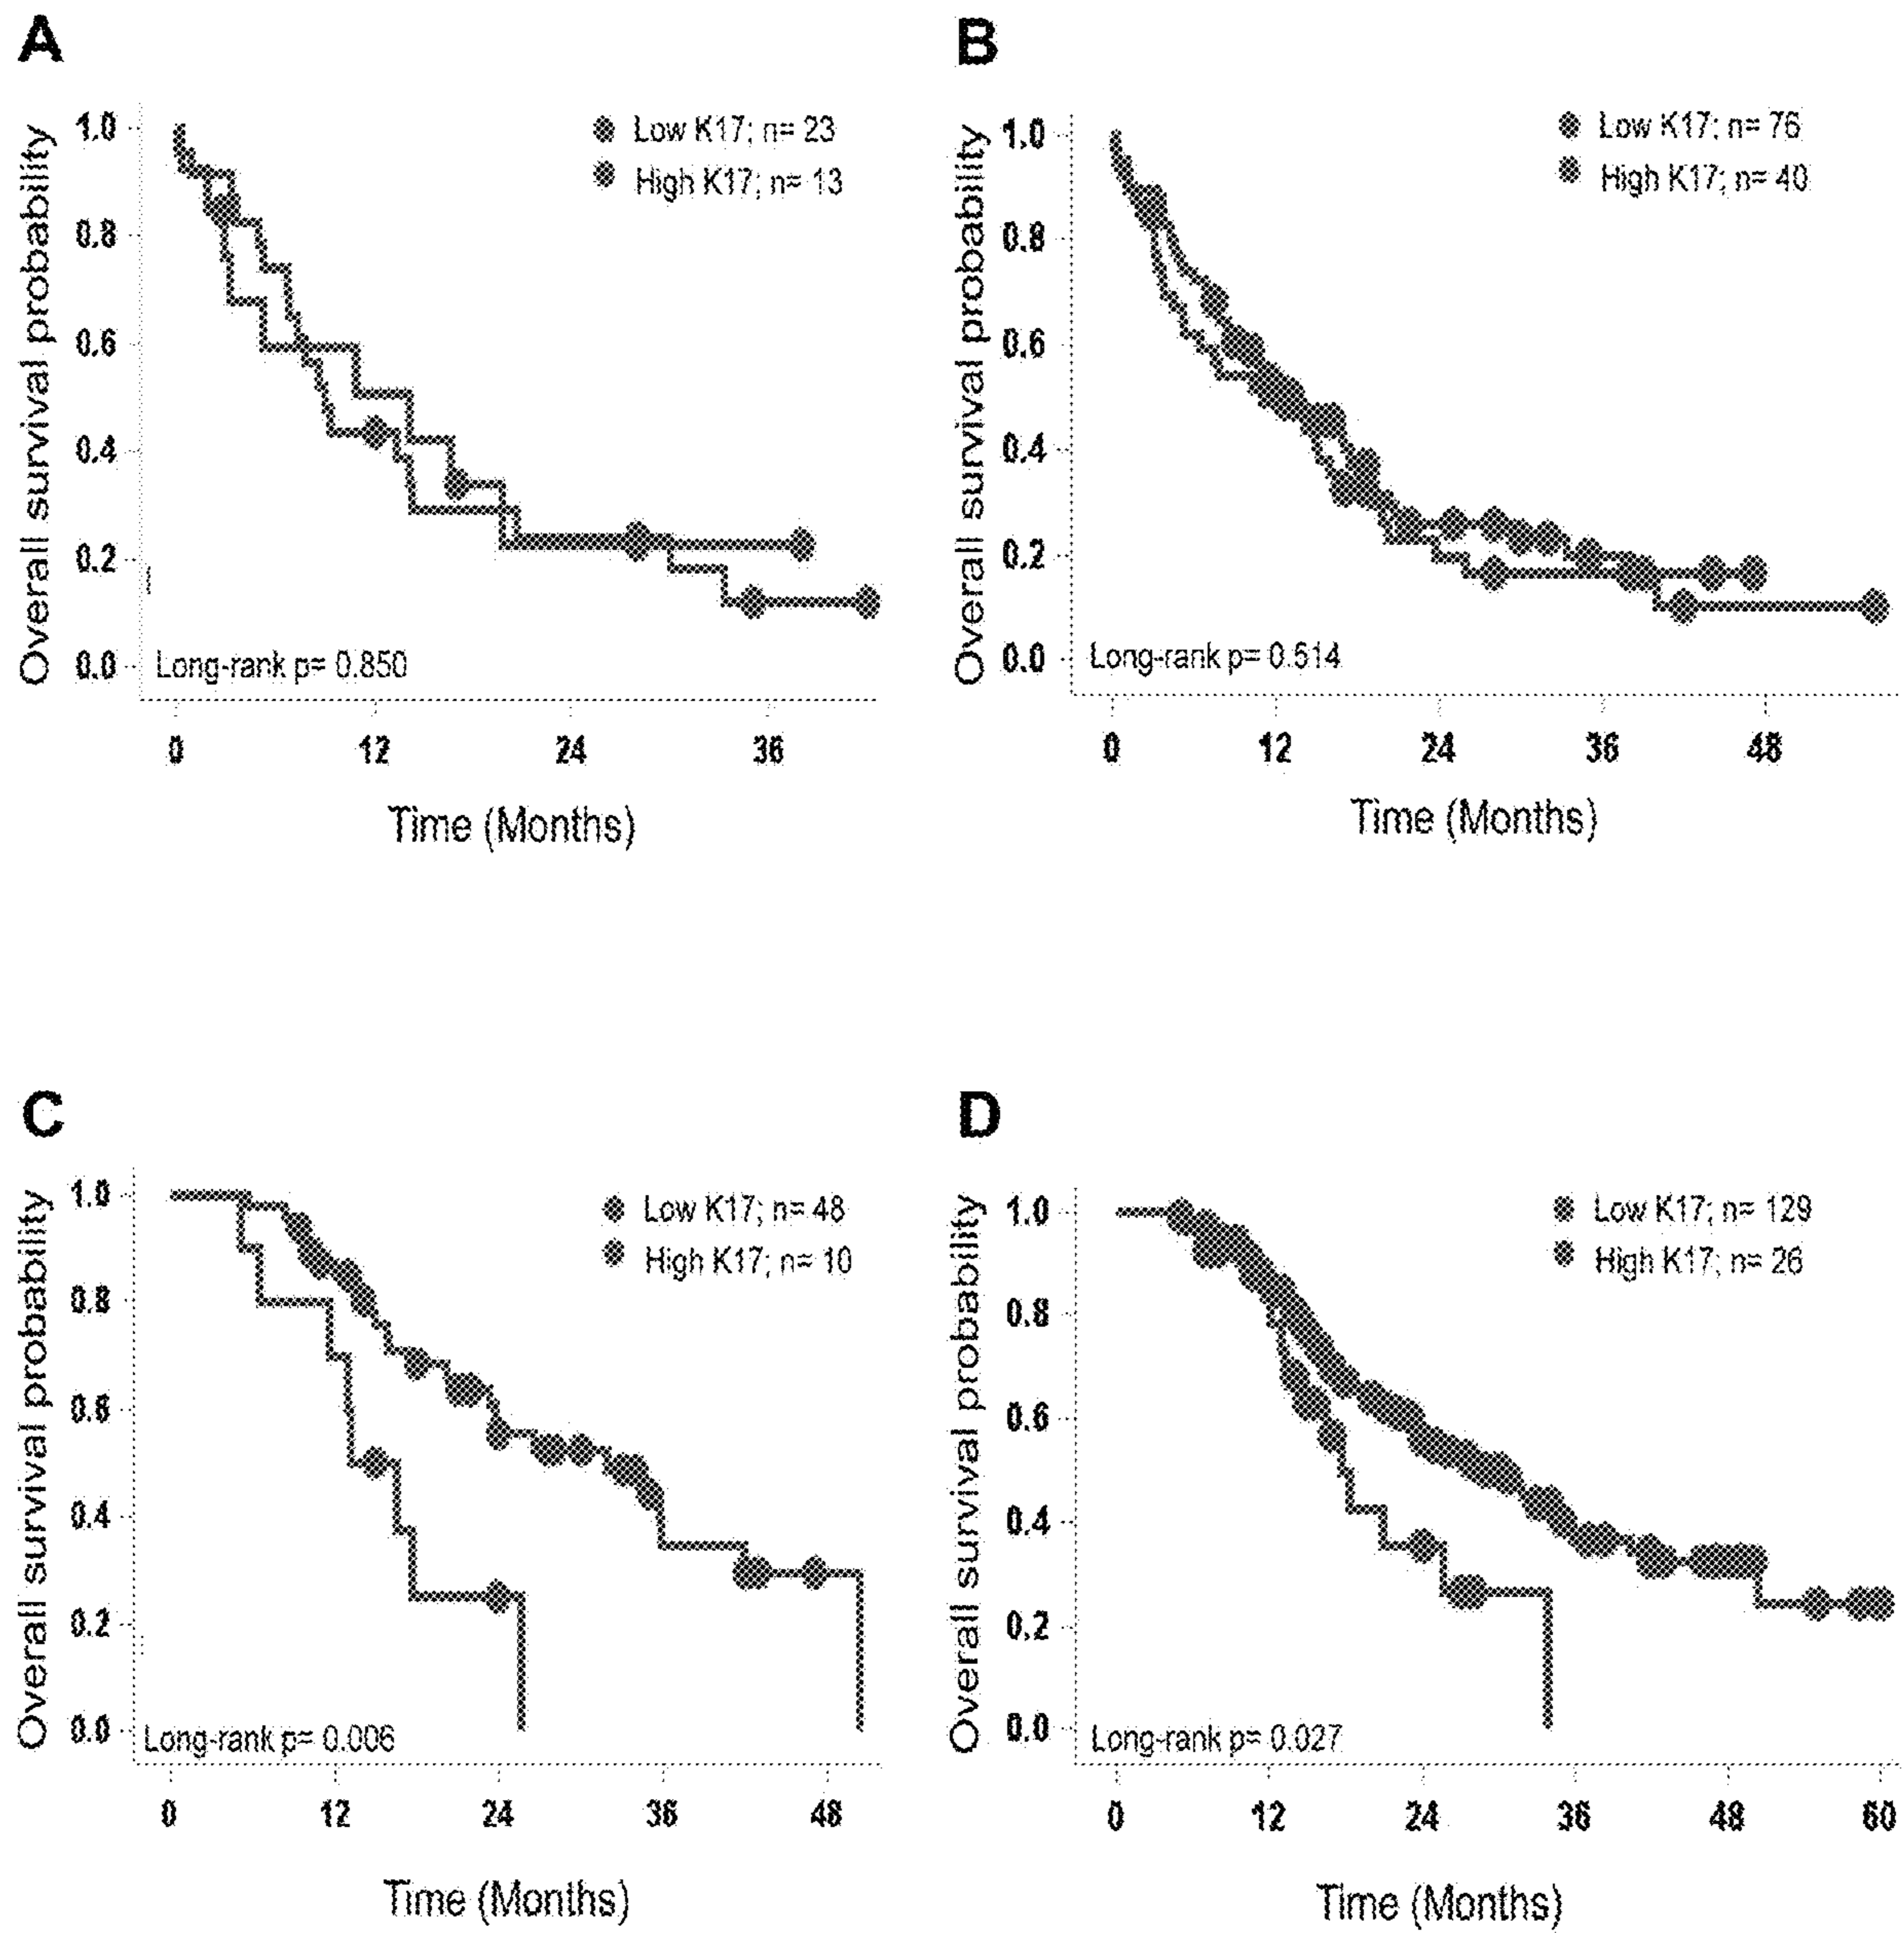 A
Overall survival probability
1.0
0.8
0.6
0.4
0.2
0.0
Low K17; n= 23
High K17; n= 13
Long-rank p= 0.850
0 12 24 36
Time (Months)
B
Overall survival probability
1.0
0.8
0.6
0.4
0.2
0.0
Low K17; n= 76
High K17; n= 40
Long-rank p=
0 12 24 36 48
Time (Months)
C
Overall survival probability
1.0
0.8
0.6
0.4
0.2
0.0
Low K17; n= 48
High K17; n= 10
Long-rank p= 0.006
0 12 24 36 48
Time (Months)
D
Overall survival probability
1.0
0.8
0.6
0.4
0.2
0.0
Low K17; n= 129
High K17; n= 26
Long-rank p= 0.027
0 12 24 36 48 60
Time (Months)